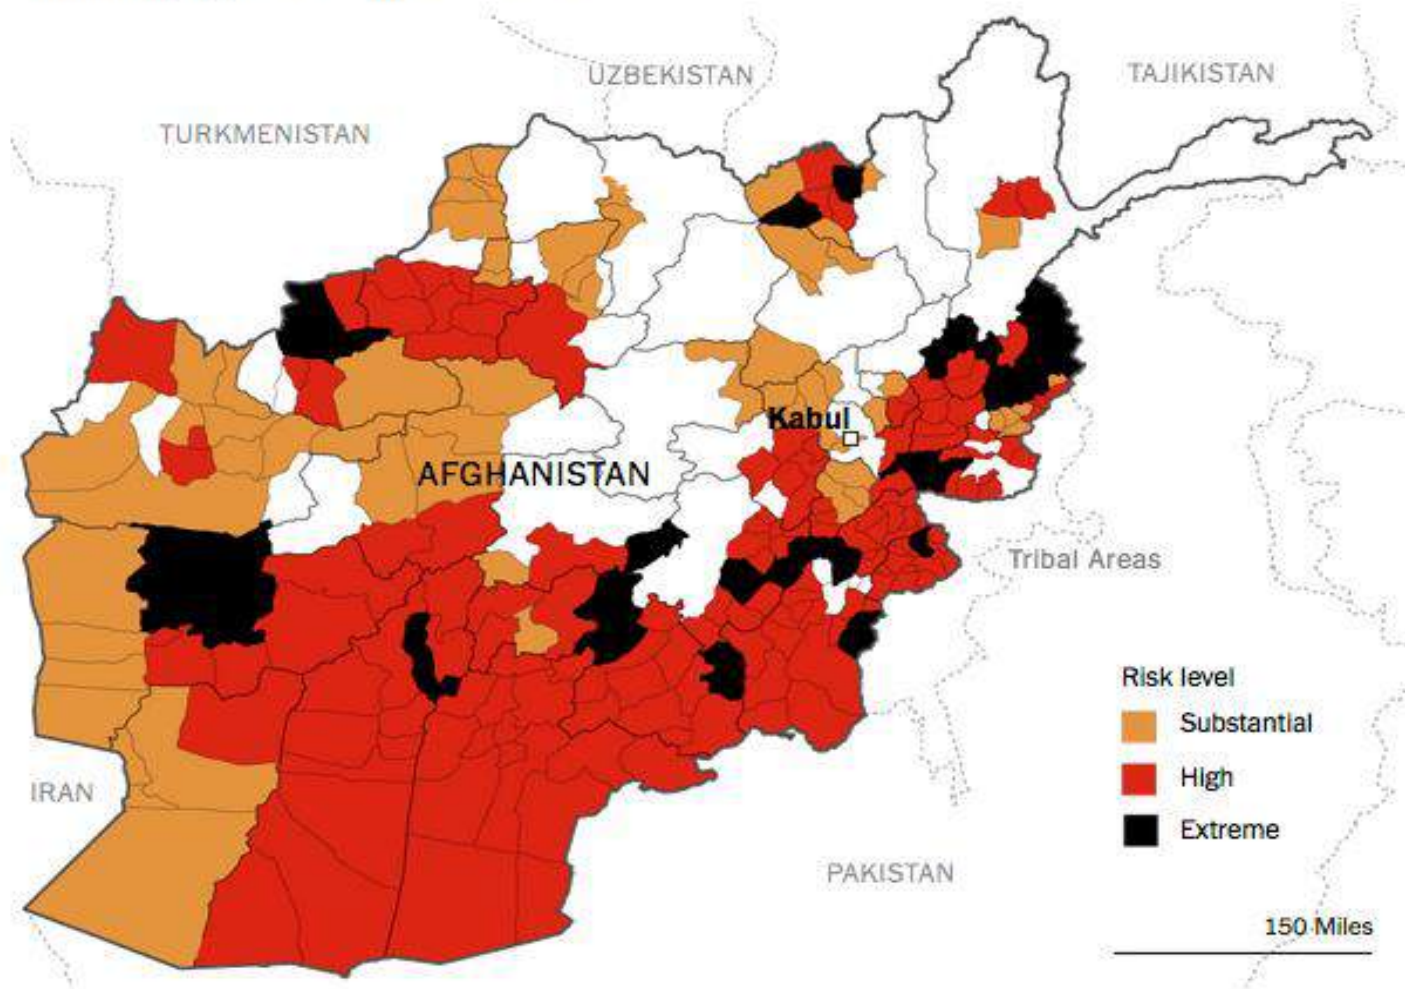 UZBEKISTAN
TAJIKISTAN
TURKMENISTAN
Kabul
AFGHANISTAN
Tribal Areas
Risk level
Substantial
IRAN
High
Extreme
PAKISTAN
150 Miles